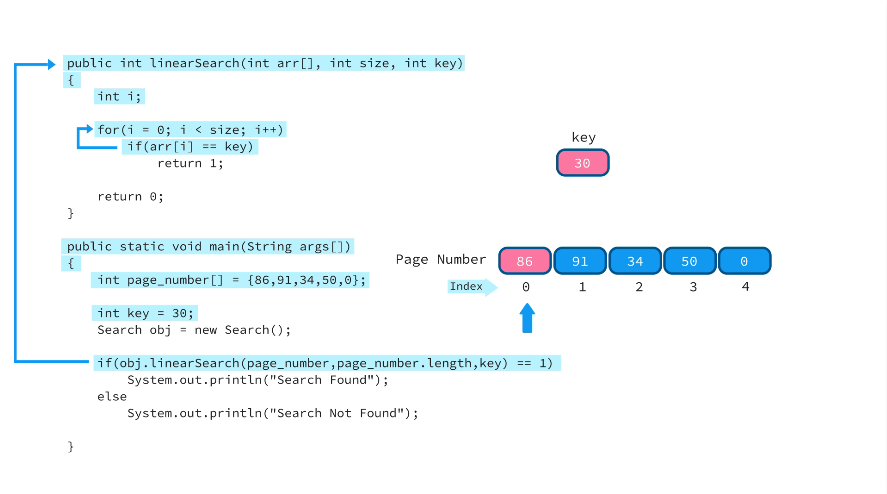 public int linearSearch(int arr[], int size, int key)
{
int i;
for(i = 0; i < size; i++)
if(arr[i] == key)
return 1;
return 0;
}
public static void main(String args[])
{
int page_number[] = {86,91,34,50,0};
int key = 30;
Search obj = new Search();
if(obj.linearSearch(page_number,page_number.length,key) == 1)
System.out.println("Search Found");
else
System.out.println("Search Not Found");
}
key
30
Page Number 86 91 34 50 0
Index 0 1 2 3 4